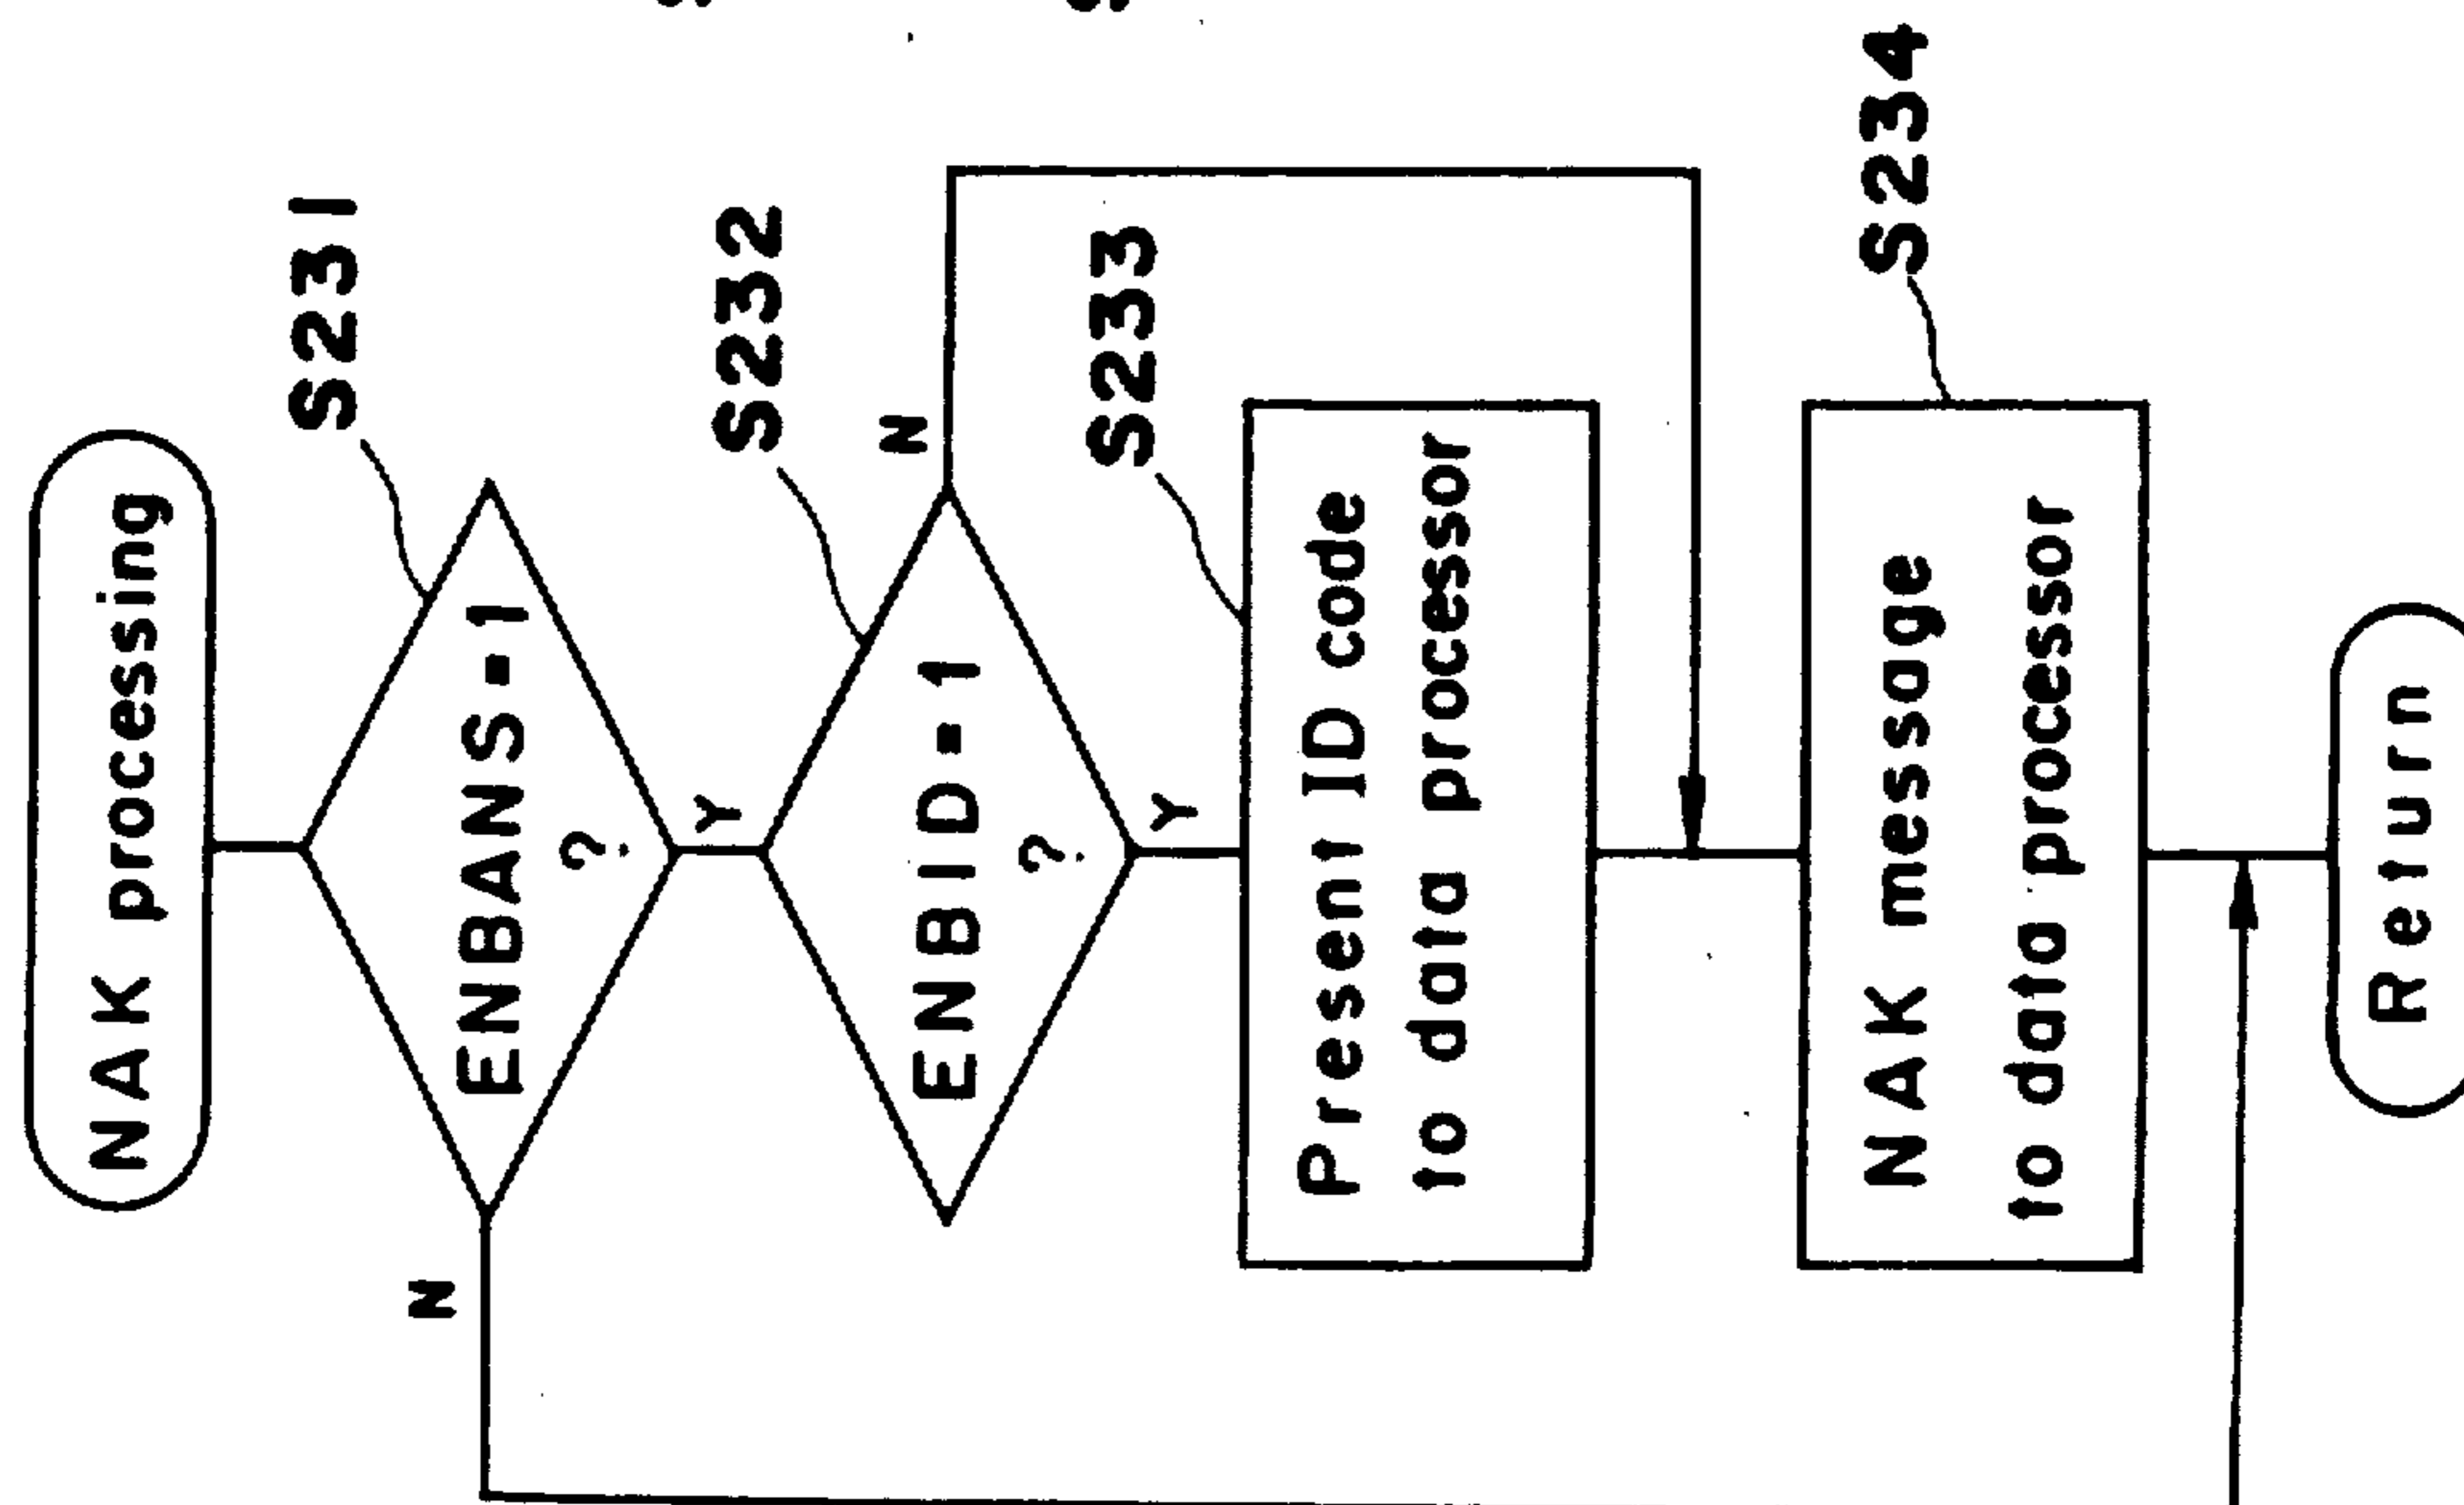 NAK processing
S231
ENBANS=1
?
N
Y
S232
ENBID=1
?
N
Y
S233
Present ID code
to data processor
S234
NAK message
to data processor
Return